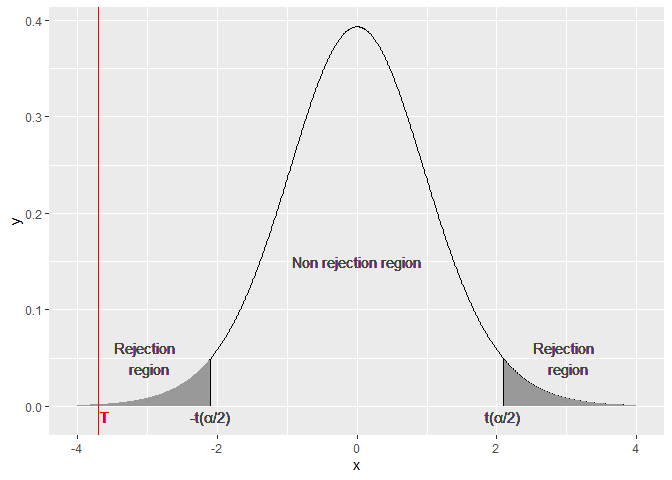 0.4
0.3
y
0.2
Non rejection region
0.1
Rejection
region
Rejection
region
0.0
T
-t(α/2)
t(α/2)
-4
-2
0
2
4
x